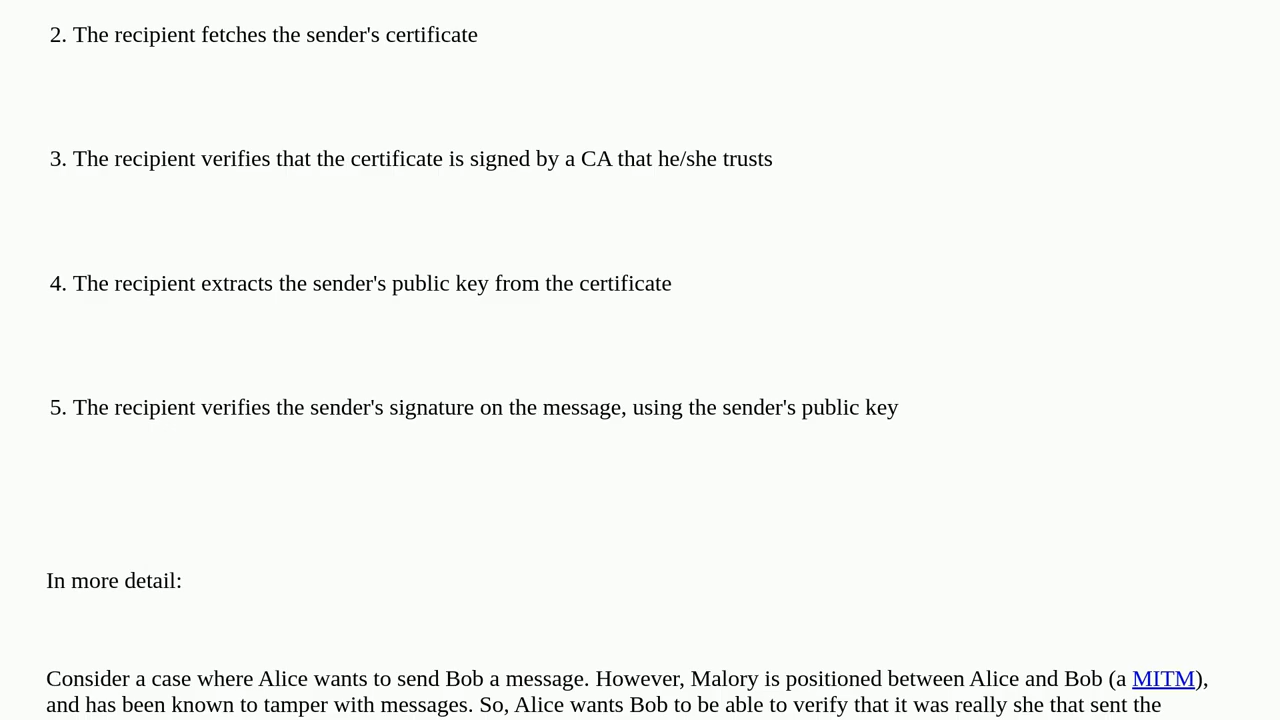 2. The recipient fetches the sender's certificate
3. The recipient verifies that the certificate is signed by a CA that he/she trusts
4. The recipient extracts the sender's public key from the certificate
5. The recipient verifies the sender's signature on the message, using the sender's public key
In more detail:
Consider a case where Alice wants to send Bob a message. However, Malory is positioned between Alice and Bob (a MITM),
and has been known to tamper with messages. So, Alice wants Bob to be able to verify that it was really she that sent the